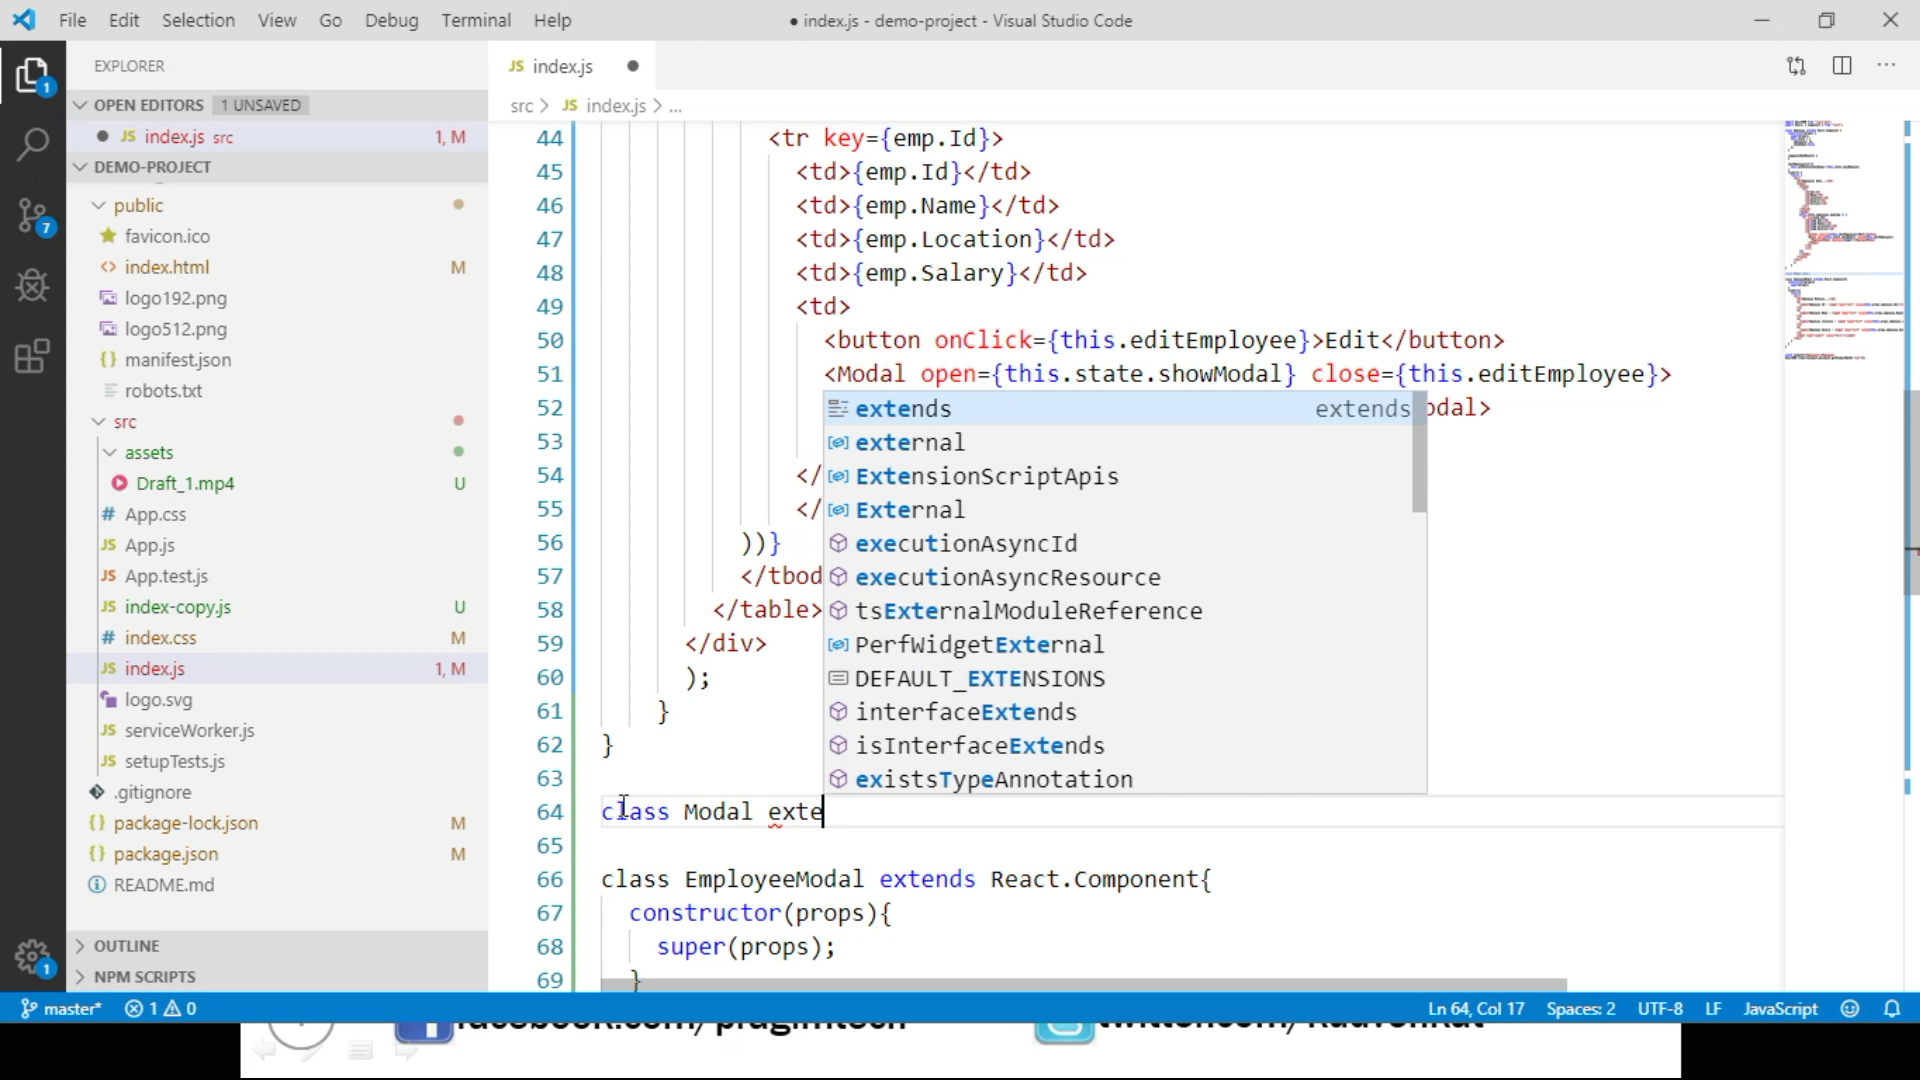 File Edit Selection View Go Debug Terminal Help
● index.js - demo-project - Visual Studio Code
EXPLORER
OPEN EDITORS 1 UNSAVED
JS index.js src 1, M
DEMO-PROJECT
public
favicon.ico
index.html M
logo192.png
logo512.png
manifest.json
robots.txt
src
assets
Draft_1.mp4 U
App.css
JS App.js
JS App.test.js
JS index-copy.js U
index.css M
JS index.js 1, M
logo.svg
JS serviceWorker.js
JS setupTests.js
.gitignore
package-lock.json M
package.json M
README.md
OUTLINE
NPM SCRIPTS
JS index.js
src > JS index.js > ...
44 <tr key={emp.Id}>
45 <td>{emp.Id}</td>
46 <td>{emp.Name}</td>
47 <td>{emp.Location}</td>
48 <td>{emp.Salary}</td>
49 <td>
50 <button onClick={this.editEmployee}>Edit</button>
51 <Modal open={this.state.showModal} close={this.editEmployee}>
52 odal>
53
54 </
55 </
56 ))}
57 </tbod
58 </table>
59 </div>
60 );
61 }
62 }
63
64 class Modal exte
65
66 class EmployeeModal extends React.Component{
67 constructor(props){
68 super(props);
69 }
extends extends
external
ExtensionScriptApis
External
executionAsyncId
executionAsyncResource
tsExternalModuleReference
PerfWidgetExternal
DEFAULT_EXTENSIONS
interfaceExtends
isInterfaceExtends
existsTypeAnnotation
master* 1 0
Ln 64, Col 17 Spaces: 2 UTF-8 LF JavaScript
facebook.com/pragimtech